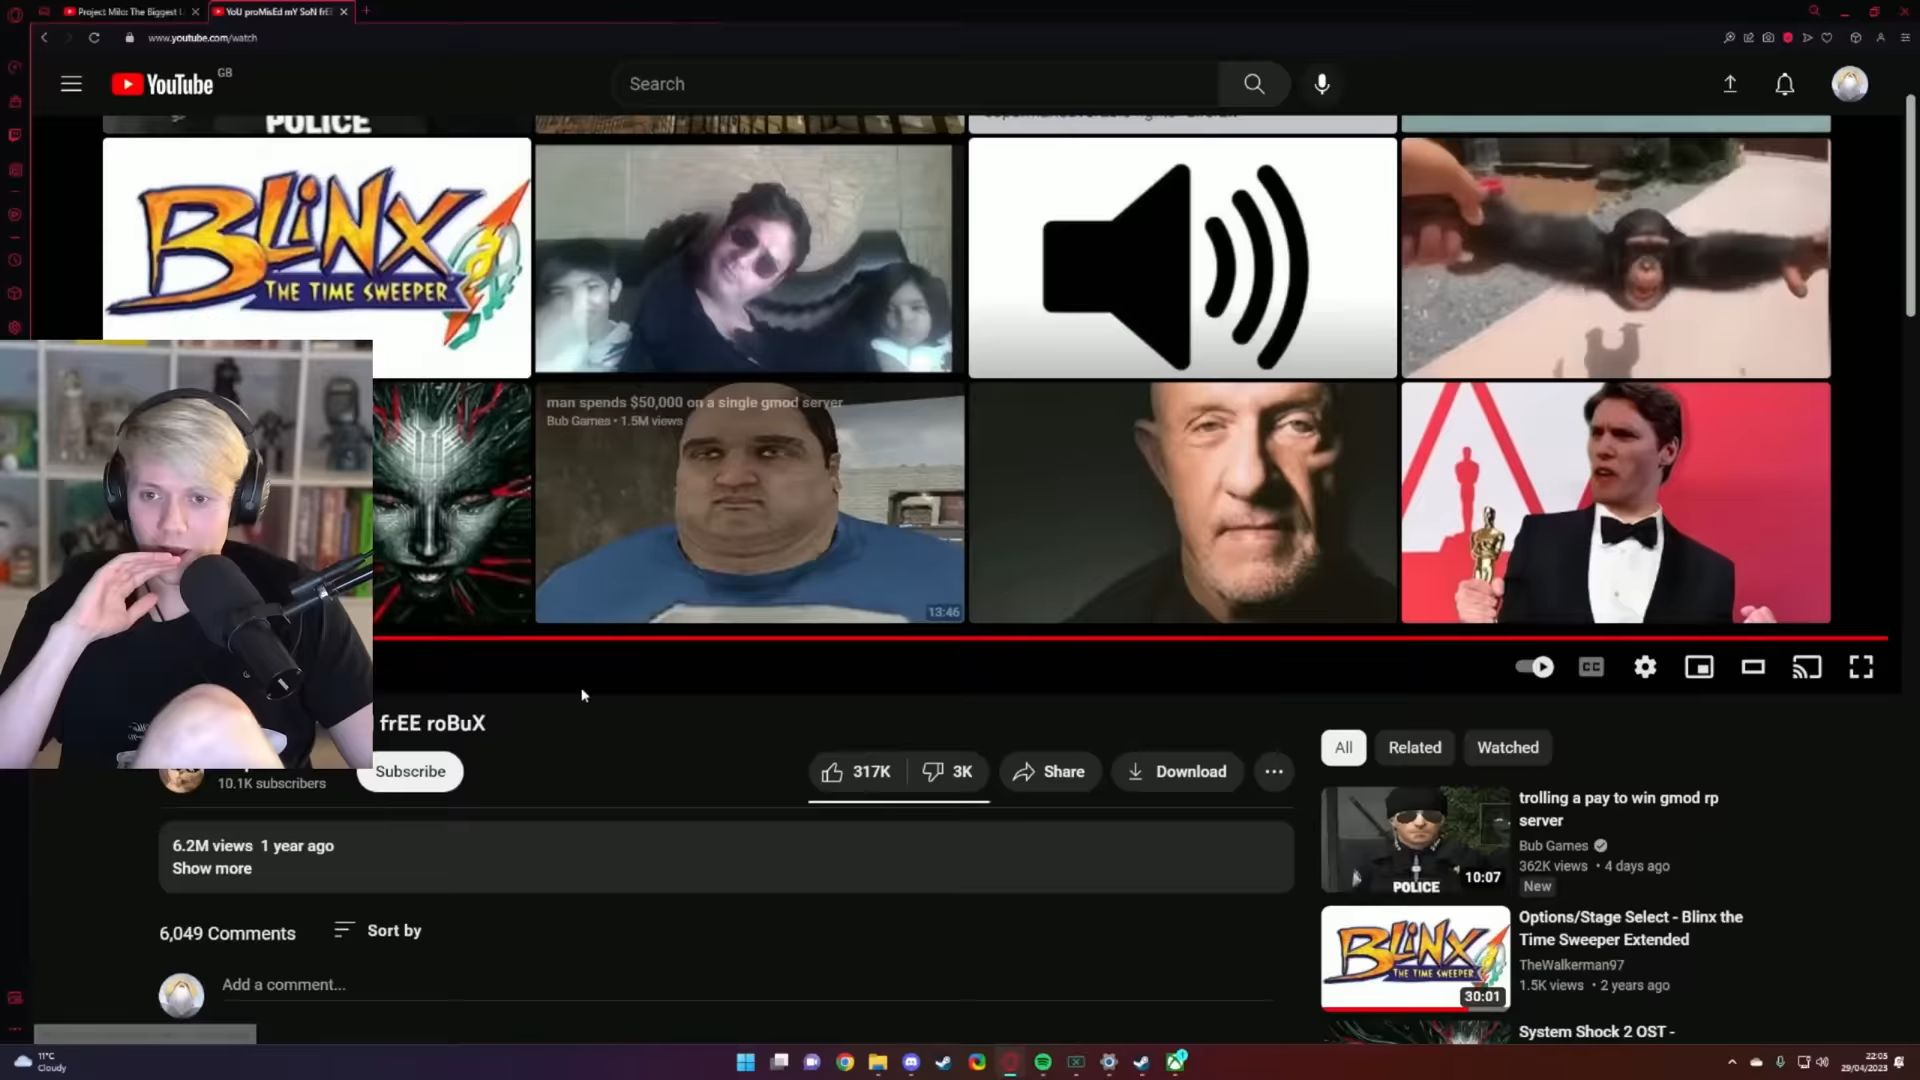 Project Milo: The Biggest L
YoU proMisEd mY SoN frE
www.youtube.com/watch
YouTube GB
Search
POLICE
BLiNX
THE TIME SWEEPER
man spends $50,000 on a single gmod server
Bub Games • 1.5M views
13:46
CC
frEE roBuX
10.1K subscribers
Subscribe
317K
3K
Share
Download
6.2M views 1 year ago
Show more
6,049 Comments
Sort by
Add a comment...
All
Related
Watched
POLICE
10:07
trolling a pay to win gmod rp
server
Bub Games
362K views • 4 days ago
New
BLiNX
THE TIME SWEEPER
30:01
Options/Stage Select - Blinx the
Time Sweeper Extended
TheWalkerman97
1.5K views • 2 years ago
System Shock 2 OST -
11°C
Cloudy
22:05
29/04/2023